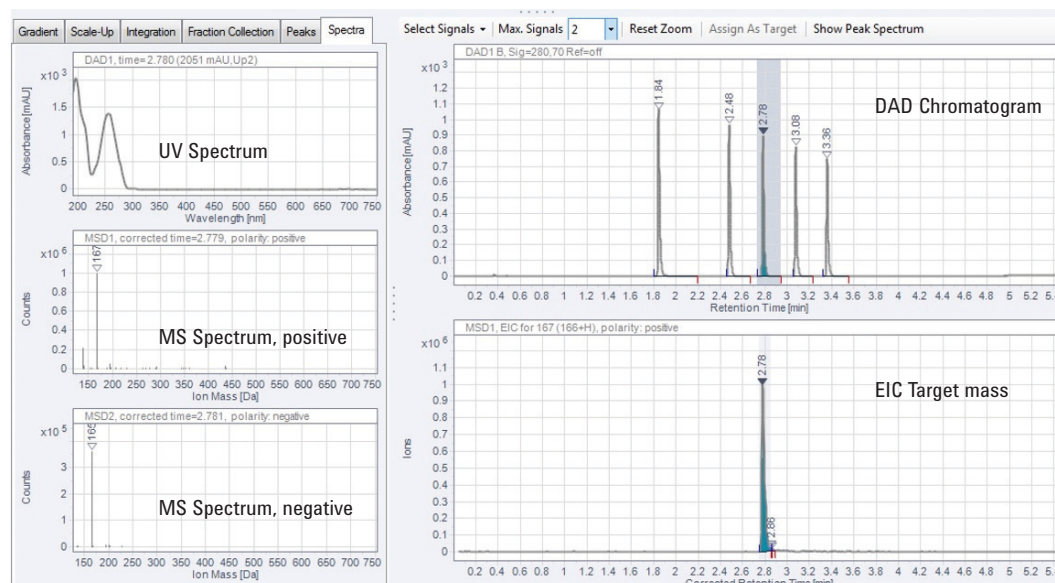 Gradient Scale-Up Integration Fraction Collection Peaks Spectra
Select Signals Max. Signals 2 Reset Zoom Assign As Target Show Peak Spectrum
DAD1, time= 2.780 (2051 mAU,Up2)
x10 3
2
1.5
1
0.5
0
Absorbance[mAU]
UV Spectrum
200 250 300 350 400 450 500 550 600 650 700 750
Wavelength [nm]
MSD1, corrected time=2.779, polarity: positive
x10 6
167
1
0.8
0.6
0.4
0.2
Counts
MS Spectrum, positive
150 200 250 300 350 400 450 500 550 600 650 700 750
Ion Mass [Da]
MSD2, corrected time=2.781, polarity: negative
x10 5
165
3
2
1
0
Counts
MS Spectrum, negative
150 200 250 300 350 400 450 500 550 600 650 700 750
Ion Mass [Da]
DAD1 B, Sig=280,70 Ref=off
x10 3
1.2
1.1
1
0.9
0.8
0.7
0.6
0.5
0.4
0.3
0.2
0.1
0
Absorbance[mAU]
1.84 2.48 2.78 3.08 3.36
DAD Chromatogram
0.2 0.4 0.6 0.8 1 1.2 1.4 1.6 1.8 2 2.2 2.4 2.6 2.8 3 3.2 3.4 3.6 3.8 4 4.2 4.4 4.6 4.8 5 5.2
Retention Time [min]
MSD1, EIC for 167 (166+H), polarity: positive
x10 6
1.1
1
0.9
0.8
0.7
0.6
0.5
0.4
0.3
0.2
0.1
0
Ions
2.78
2.86
EIC Target mass
0.2 0.4 0.6 0.8 1 1.2 1.4 1.6 1.8 2 2.2 2.4 2.6 2.8 3 3.2 3.4 3.6 3.8 4 4.2 4.4 4.6 4.8 5 5.2
Corrected Retention Time [min]